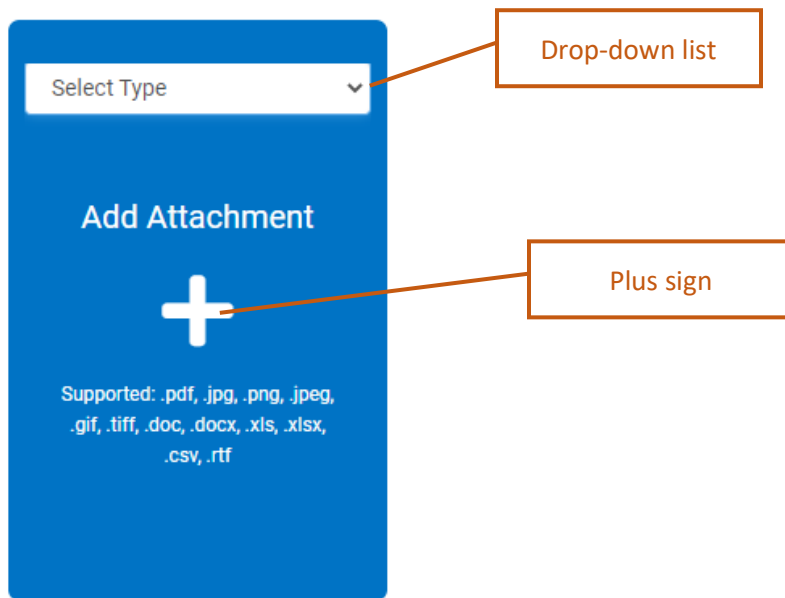 Drop-down list
Select Type
Add Attachment
Plus sign
Supported: .pdf, .jpg, .png, .jpeg,
.gif, .tiff, .doc, .docx, .xls, .xlsx,
.csv, .rtf